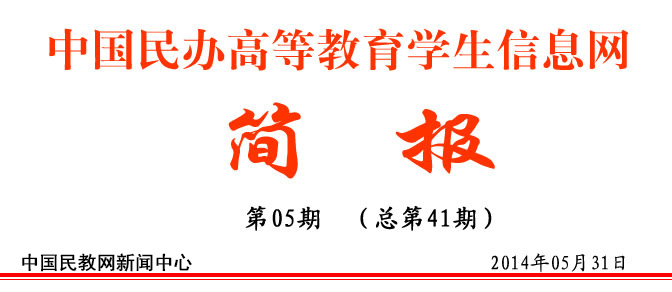 中国民办高等教育学生信息网
简 报
第05期 （总第41期）
中国民教网新闻中心 2014年05月31日